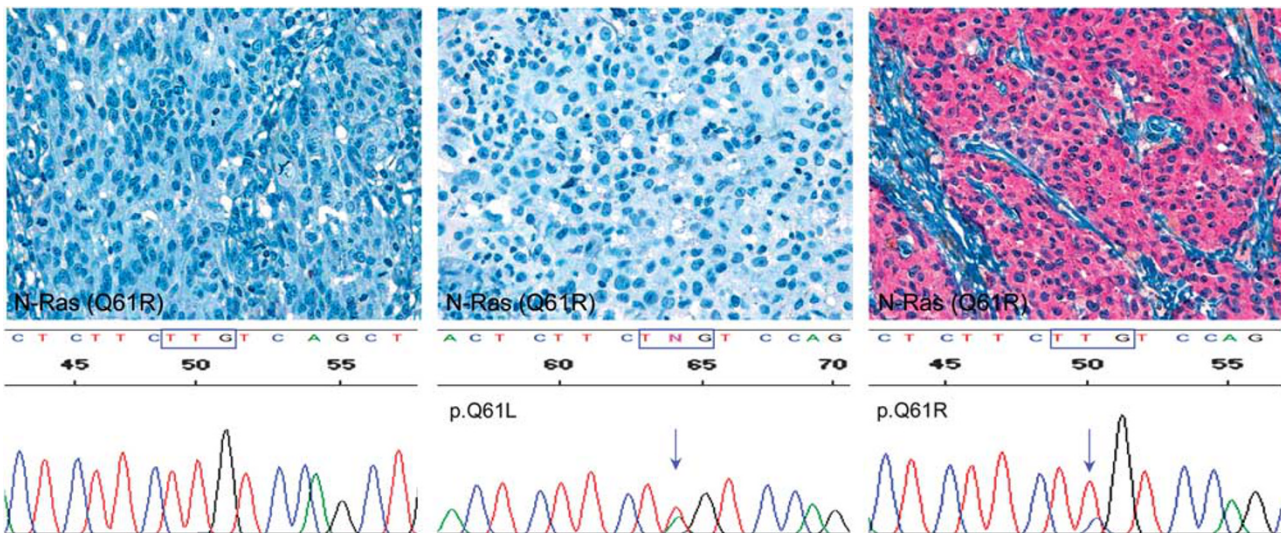 N-Ras (Q61R) N-Ras (Q61R) N-Ras (Q61R)
C T C T T C T T G T C A G C T
A C T C T T C T N G T C C A G
C T C T T C T T G T C C A G
45 50 55
60 65 70
45 50 55
p.Q61L
p.Q61R